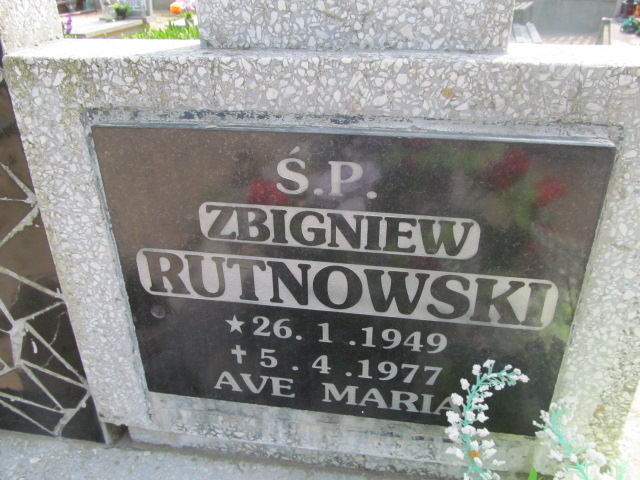 Ś.P.
ZBIGNIEW
RUTNOWSKI
★ 26.1.1949
✝ 5.4.1977
AVE MARIA